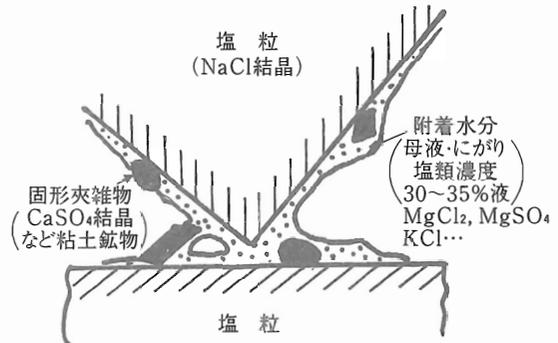 塩 粒
(NaCl結晶)
附着水分
母液・にがり
塩類濃度
30〜35%液
MgCl₂, MgSO₄
KCl…
固形夾雑物
CaSO₄結晶
など粘土鉱物
塩 粒